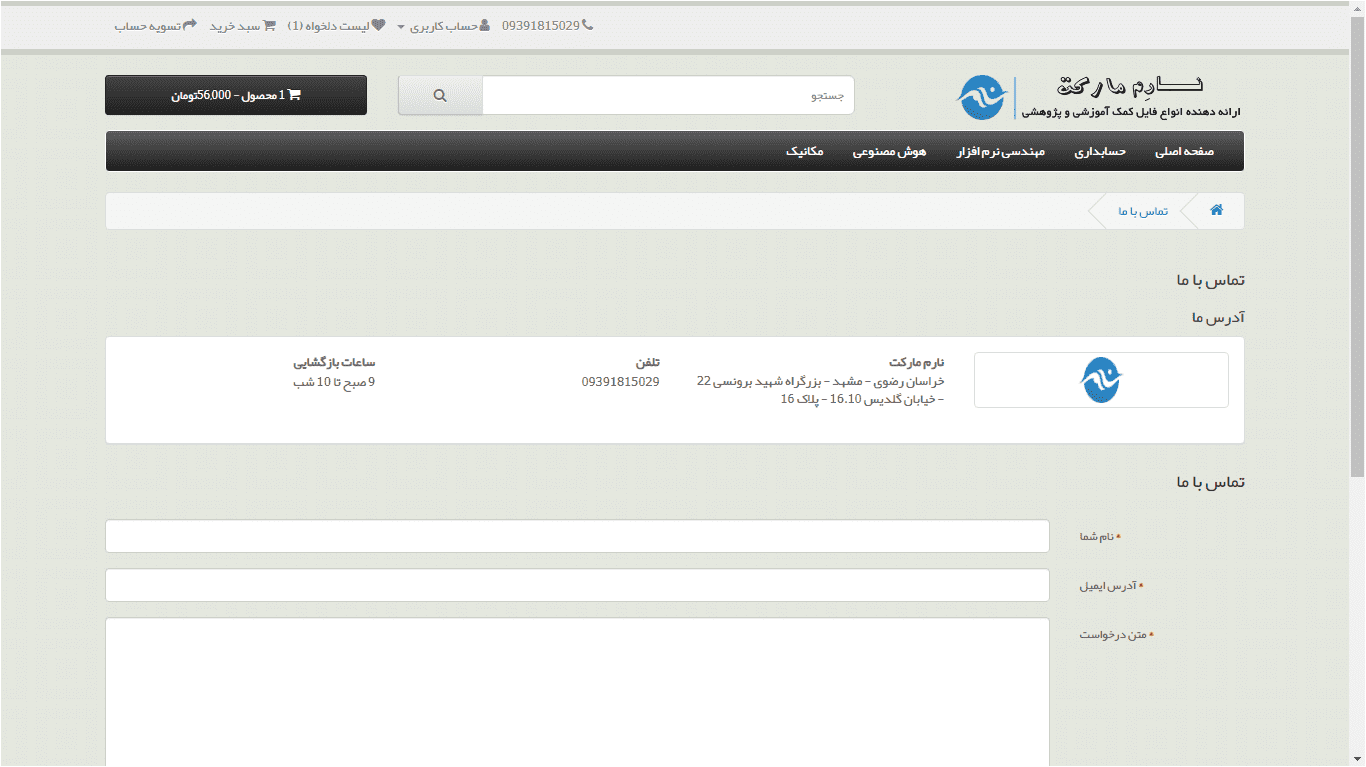 09391815029 حساب کاربری لیست دلخواه (1) سبد خرید تسویه حساب
نارِم مارکت
ارائه دهنده انواع فایل کمک آموزشی و پژوهشی
جستجو
1 محصول - 56,000تومان
صفحه اصلی حسابداری مهندسی نرم افزار هوش مصنوعی مکانیک
تماس با ما
تماس با ما
آدرس ما
نارم مارکت
خراسان رضوی - مشهد - بزرگراه شهید برونسی 22
- خیابان گلدیس 16.10 - پلاک 16
تلفن
09391815029
ساعات بازگشایی
9 صبح تا 10 شب
تماس با ما
* نام شما
* آدرس ایمیل
* متن درخواست